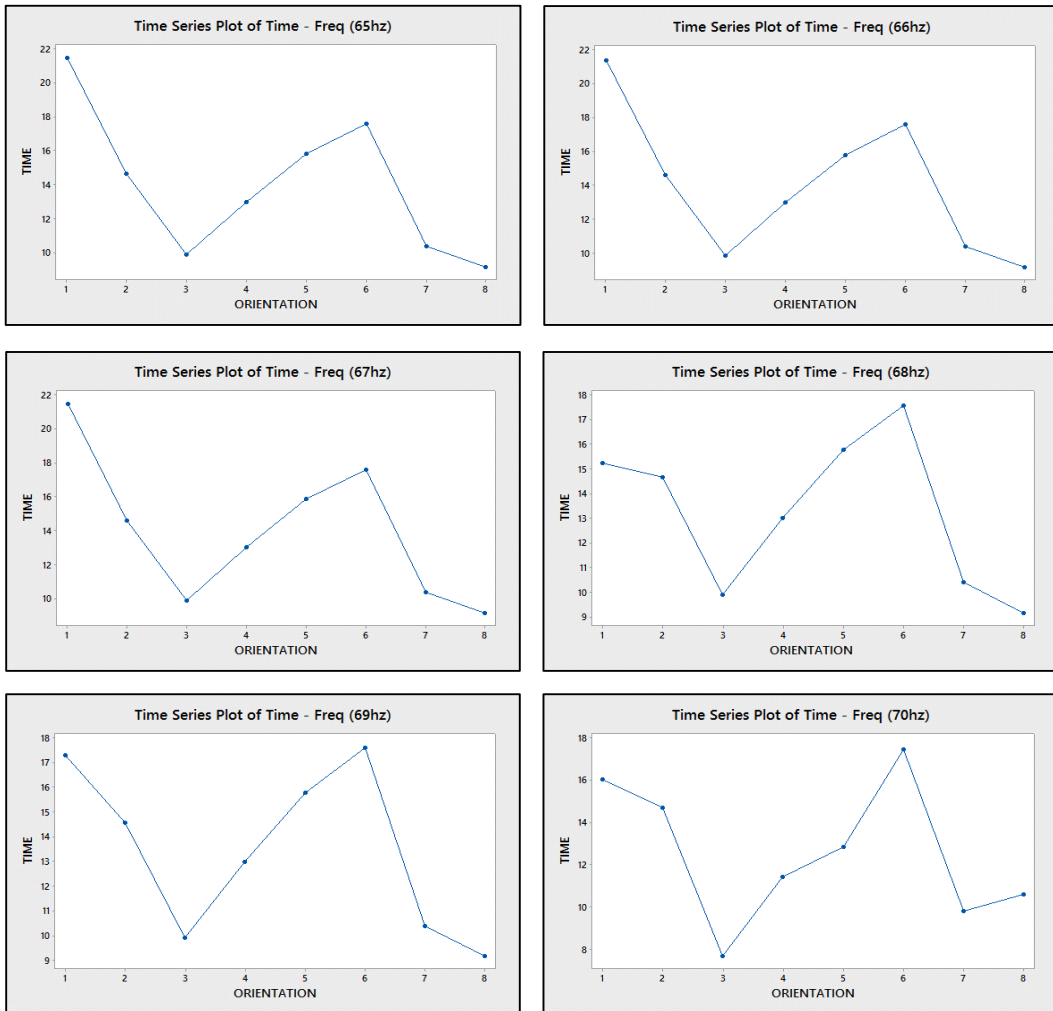 Time Series Plot of Time - Freq (65hz)
22
20
18
16
14
12
10
TIME
1 2 3 4 5 6 7 8
ORIENTATION
Time Series Plot of Time - Freq (66hz)
22
20
18
16
14
12
10
TIME
1 2 3 4 5 6 7 8
ORIENTATION
Time Series Plot of Time - Freq (67hz)
22
20
18
16
14
12
10
TIME
1 2 3 4 5 6 7 8
ORIENTATION
Time Series Plot of Time - Freq (68hz)
18
17
16
15
14
13
12
11
10
9
TIME
1 2 3 4 5 6 7 8
ORIENTATION
Time Series Plot of Time - Freq (69hz)
18
17
16
15
14
13
12
11
10
9
TIME
1 2 3 4 5 6 7 8
ORIENTATION
Time Series Plot of Time - Freq (70hz)
18
16
14
12
10
8
TIME
1 2 3 4 5 6 7 8
ORIENTATION